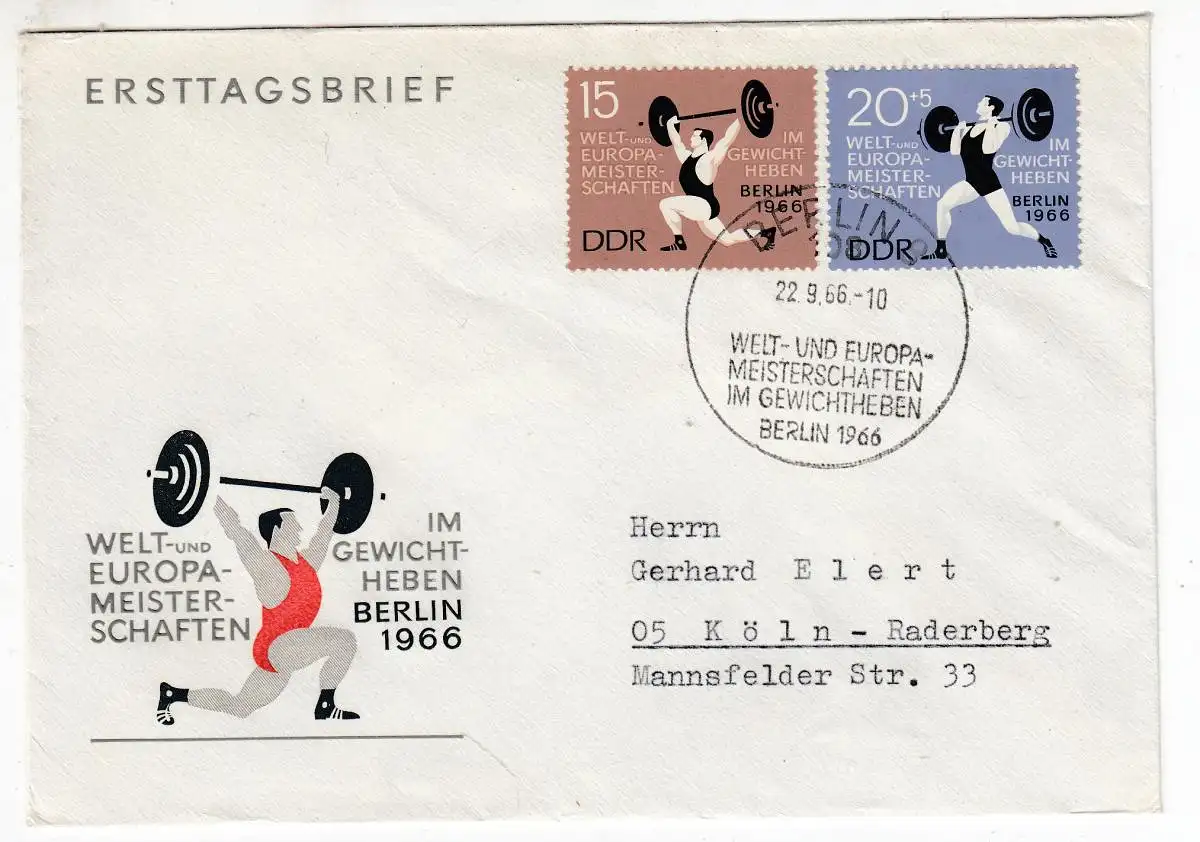 ERSTTAGSBRIEF
15
WELT-UND
EUROPA-
MEISTER-
SCHAFTEN
IM
GEWICHT-
HEBEN
BERLIN
1966
DDR
20+5
WELT-UND
EUROPA-
MEISTER-
SCHAFTEN
IM
GEWICHT-
HEBEN
BERLIN
1966
DDR
BERLIN
22.9.66.-10
WELT- UND EUROPA-
MEISTERSCHAFTEN
IM GEWICHTHEBEN
BERLIN 1966
WELT-UND
EUROPA-
MEISTER-
SCHAFTEN
IM
GEWICHT-
HEBEN
BERLIN
1966
Herrn
Gerhard E l e r t
05 K ö l n - Raderberg
Mannsfelder Str. 33